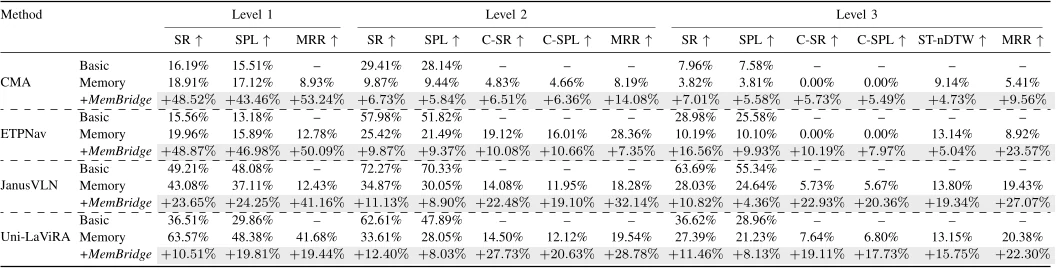 Method Level 1 Level 2 Level 3
SR ↑ SPL ↑ MRR ↑ SR ↑ SPL ↑ C-SR ↑ C-SPL ↑ MRR ↑ SR ↑ SPL ↑ C-SR ↑ C-SPL ↑ ST-nDTW ↑ MRR ↑
Basic 16.19% 15.51% – 29.41% 28.14% – – – 7.96% 7.58% – – – –
CMA Memory 18.91% 17.12% 8.93% 9.87% 9.44% 4.83% 4.66% 8.19% 3.82% 3.81% 0.00% 0.00% 9.14% 5.41%
+MemBridge +48.52% +43.46% +53.24% +6.73% +5.84% +6.51% +6.36% +14.08% +7.01% +5.58% +5.73% +5.49% +4.73% +9.56%
Basic 15.56% 13.18% – 57.98% 51.82% – – – 28.98% 25.58% – – – –
ETPNav Memory 19.96% 15.89% 12.78% 25.42% 21.49% 19.12% 16.01% 28.36% 10.19% 10.10% 0.00% 0.00% 13.14% 8.92%
+MemBridge +48.87% +46.98% +50.09% +9.87% +9.37% +10.08% +10.66% +7.35% +16.56% +9.93% +10.19% +7.97% +5.04% +23.57%
Basic 49.21% 48.08% – 72.27% 70.33% – – – 63.69% 55.34% – – – –
JanusVLN Memory 43.08% 37.11% 12.43% 34.87% 30.05% 14.08% 11.95% 18.28% 28.03% 24.64% 5.73% 5.67% 13.80% 19.43%
+MemBridge +23.65% +24.25% +41.16% +11.13% +8.90% +22.48% +19.10% +32.14% +10.82% +4.36% +22.93% +20.36% +19.34% +27.07%
Basic 36.51% 29.86% – 62.61% 47.89% – – – 36.62% 28.96% – – – –
Uni-LaViRA Memory 63.57% 48.38% 41.68% 33.61% 28.05% 14.50% 12.12% 19.54% 27.39% 21.23% 7.64% 6.80% 13.15% 20.38%
+MemBridge +10.51% +19.81% +19.44% +12.40% +8.03% +27.73% +20.63% +28.78% +11.46% +8.13% +19.11% +17.73% +15.75% +22.30%